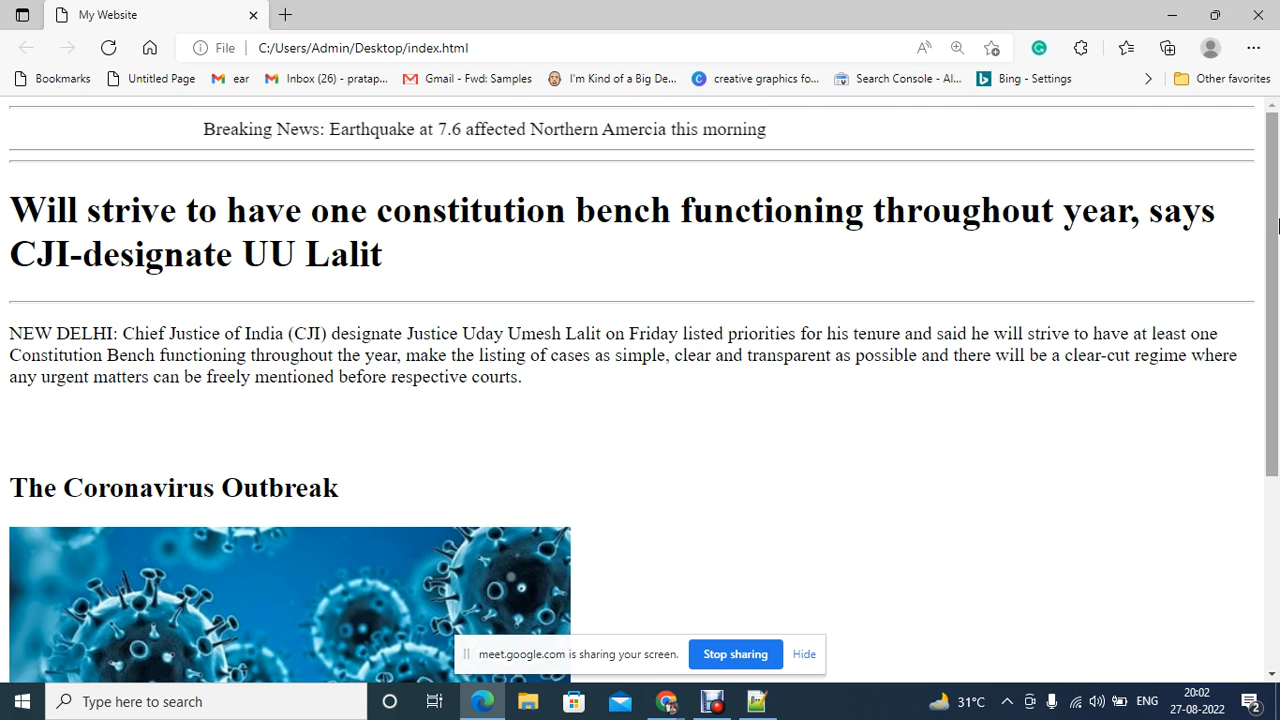 My Website
File
C:/Users/Admin/Desktop/index.html
Bookmarks
Untitled Page
ear
Inbox (26) - pratap...
Gmail - Fwd: Samples
I'm Kind of a Big De...
creative graphics fo...
Search Console - Al...
Bing - Settings
Other favorites
Breaking News: Earthquake at 7.6 affected Northern Amercia this morning
Will strive to have one constitution bench functioning throughout year, says
CJI-designate UU Lalit
NEW DELHI: Chief Justice of India (CJI) designate Justice Uday Umesh Lalit on Friday listed priorities for his tenure and said he will strive to have at least one
Constitution Bench functioning throughout the year, make the listing of cases as simple, clear and transparent as possible and there will be a clear-cut regime where
any urgent matters can be freely mentioned before respective courts.
The Coronavirus Outbreak
meet.google.com is sharing your screen.
Stop sharing
Hide
Type here to search
31°C
ENG
20:02
27-08-2022
2